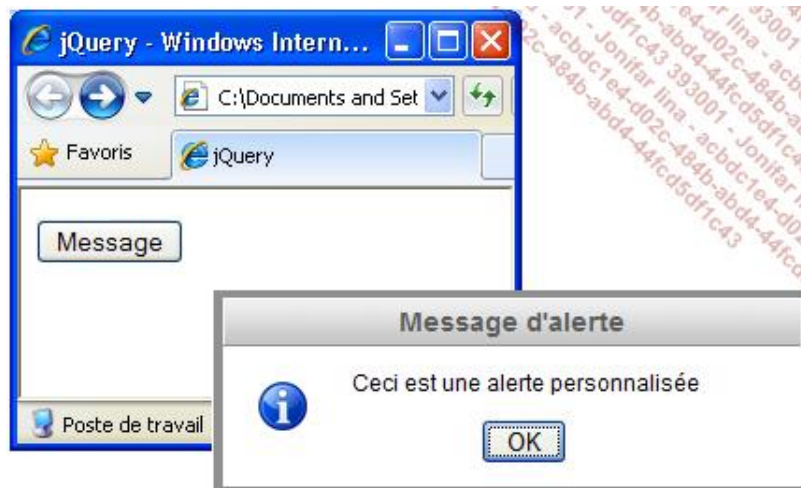 jQuery - Windows Intern...
C:\Documents and Set
Favoris
jQuery
Message
Poste de travail
Message d'alerte
Ceci est une alerte personnalisée
OK